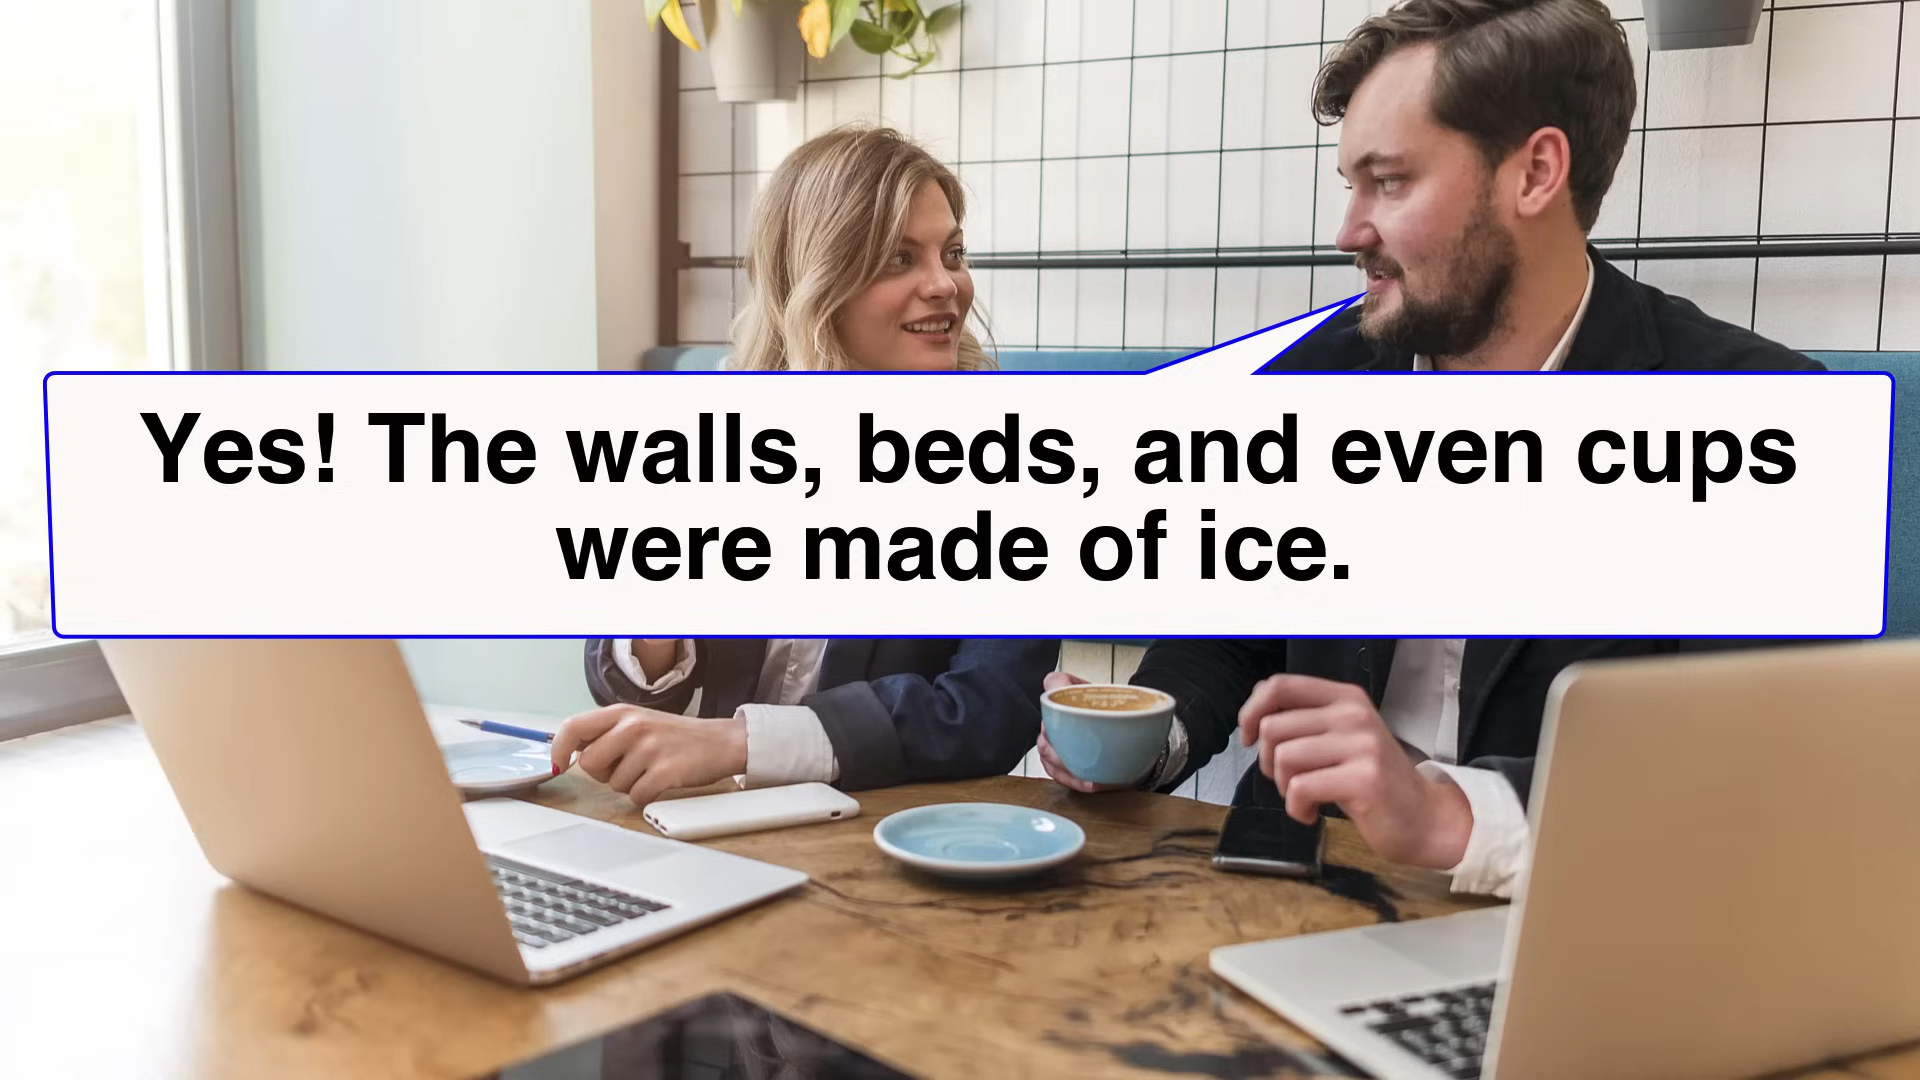 Yes! The walls, beds, and even cups
were made of ice.